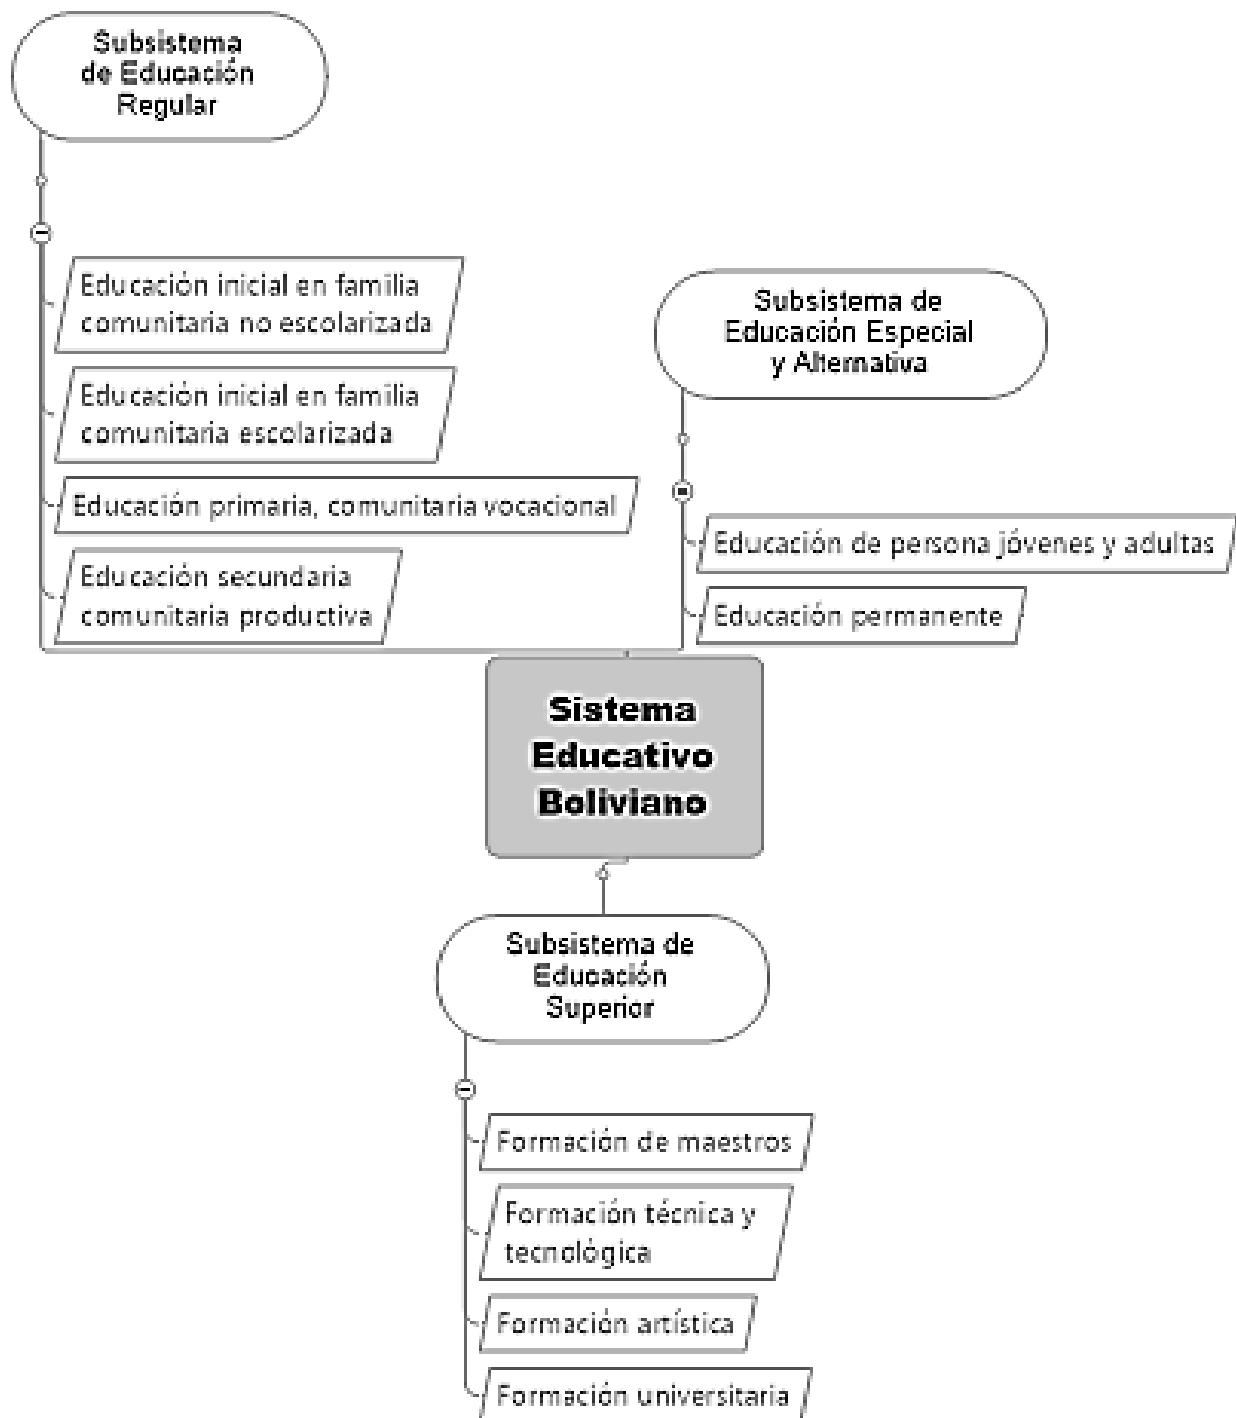 Subsistema
de Educación
Regular
Educación inicial en familia
comunitaria no escolarizada
Educación inicial en familia
comunitaria escolarizada
Educación primaria, comunitaria vocacional
Educación secundaria
comunitaria productiva
Subsistema de
Educación Especial
y Alternativa
Educación de persona jóvenes y adultas
Educación permanente
Sistema
Educativo
Boliviano
Subsistema de
Educación
Superior
Formación de maestros
Formación técnica y
tecnológica
Formación artística
Formación universitaria